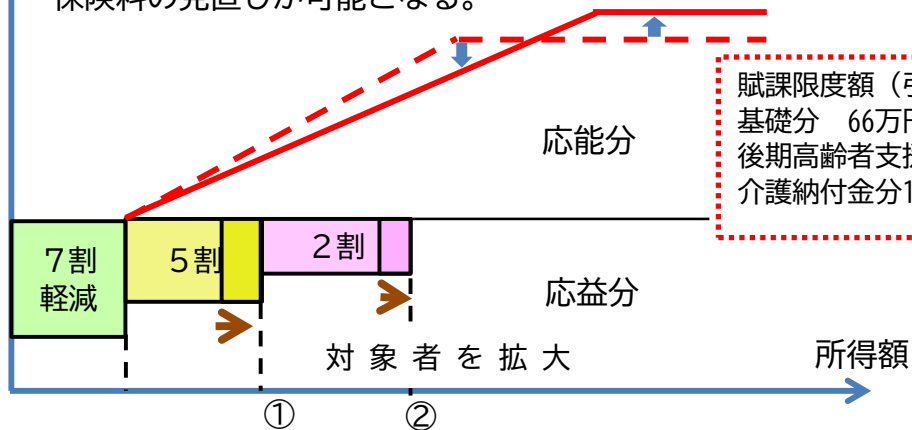 保険料の見直しが可能となる。
賦課限度額（引
基礎分　66万円
後期高齢者支援
介護納付金分1
応能分
7割
軽減
5割
2割
応益分
対象者を拡大
所得額
①
②